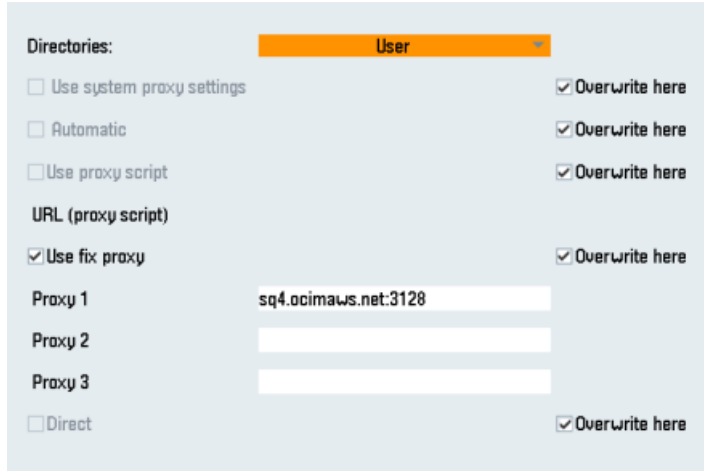 Directories: User
Use system proxy settings Overwrite here
Automatic Overwrite here
Use proxy script Overwrite here
URL (proxy script)
Use fix proxy Overwrite here
Proxy 1 sq4.ocimaws.net:3128
Proxy 2
Proxy 3
Direct Overwrite here